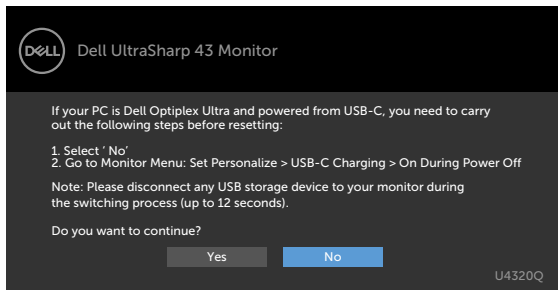 DELL Dell UltraSharp 43 Monitor
If your PC is Dell Optiplex Ultra and powered from USB-C, you need to carry
out the following steps before resetting:
1. Select ‘ No’
2. Go to Monitor Menu: Set Personalize > USB-C Charging > On During Power Off
Note: Please disconnect any USB storage device to your monitor during
the switching process (up to 12 seconds).
Do you want to continue?
Yes No
U4320Q